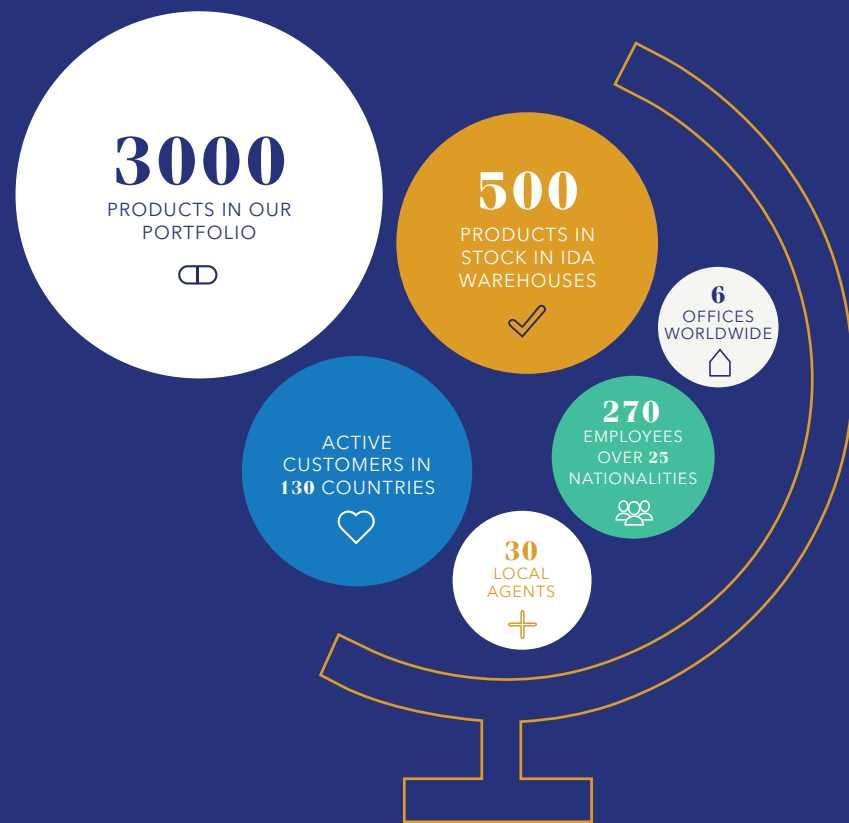 3000
PRODUCTS IN OUR
PORTFOLIO
500
PRODUCTS IN
STOCK IN IDA
WAREHOUSES
6
OFFICES
WORLDWIDE
ACTIVE
CUSTOMERS IN
130 COUNTRIES
270
EMPLOYEES
OVER 25
NATIONALITIES
30
LOCAL
AGENTS